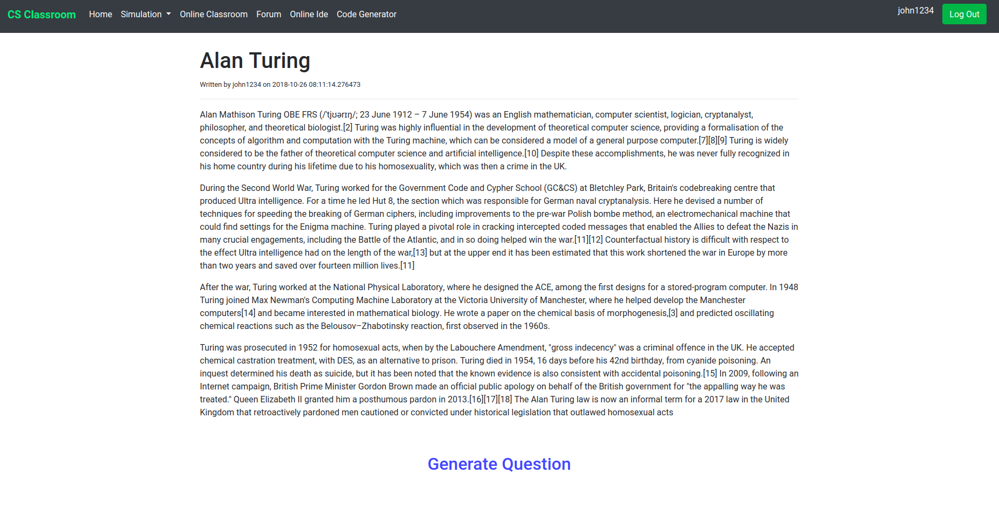 CS Classroom Home Simulation Online Classroom Forum Online Ide Code Generator john1234 Log Out
Alan Turing
Written by john1234 on 2018-10-26 08:11:14.276473
Alan Mathison Turing OBE FRS (/ˈtjʊərɪŋ/; 23 June 1912 – 7 June 1954) was an English mathematician, computer scientist, logician, cryptanalyst,
philosopher, and theoretical biologist.[2] Turing was highly influential in the development of theoretical computer science, providing a formalisation of the
concepts of algorithm and computation with the Turing machine, which can be considered a model of a general purpose computer.[7][8][9] Turing is widely
considered to be the father of theoretical computer science and artificial intelligence.[10] Despite these accomplishments, he was never fully recognized in
his home country during his lifetime due to his homosexuality, which was then a crime in the UK.
During the Second World War, Turing worked for the Government Code and Cypher School (GC&CS) at Bletchley Park, Britain's codebreaking centre that
produced Ultra intelligence. For a time he led Hut 8, the section which was responsible for German naval cryptanalysis. Here he devised a number of
techniques for speeding the breaking of German ciphers, including improvements to the pre-war Polish bombe method, an electromechanical machine that
could find settings for the Enigma machine. Turing played a pivotal role in cracking intercepted coded messages that enabled the Allies to defeat the Nazis in
many crucial engagements, including the Battle of the Atlantic, and in so doing helped win the war.[11][12] Counterfactual history is difficult with respect to
the effect Ultra intelligence had on the length of the war,[13] but at the upper end it has been estimated that this work shortened the war in Europe by more
than two years and saved over fourteen million lives.[11]
After the war, Turing worked at the National Physical Laboratory, where he designed the ACE, among the first designs for a stored-program computer. In 1948
Turing joined Max Newman's Computing Machine Laboratory at the Victoria University of Manchester, where he helped develop the Manchester
computers[14] and became interested in mathematical biology. He wrote a paper on the chemical basis of morphogenesis,[3] and predicted oscillating
chemical reactions such as the Belousov–Zhabotinsky reaction, first observed in the 1960s.
Turing was prosecuted in 1952 for homosexual acts, when by the Labouchere Amendment, "gross indecency" was a criminal offence in the UK. He accepted
chemical castration treatment, with DES, as an alternative to prison. Turing died in 1954, 16 days before his 42nd birthday, from cyanide poisoning. An
inquest determined his death as suicide, but it has been noted that the known evidence is also consistent with accidental poisoning.[15] In 2009, following an
Internet campaign, British Prime Minister Gordon Brown made an official public apology on behalf of the British government for "the appalling way he was
treated." Queen Elizabeth II granted him a posthumous pardon in 2013.[16][17][18] The Alan Turing law is now an informal term for a 2017 law in the United
Kingdom that retroactively pardoned men cautioned or convicted under historical legislation that outlawed homosexual acts
Generate Question